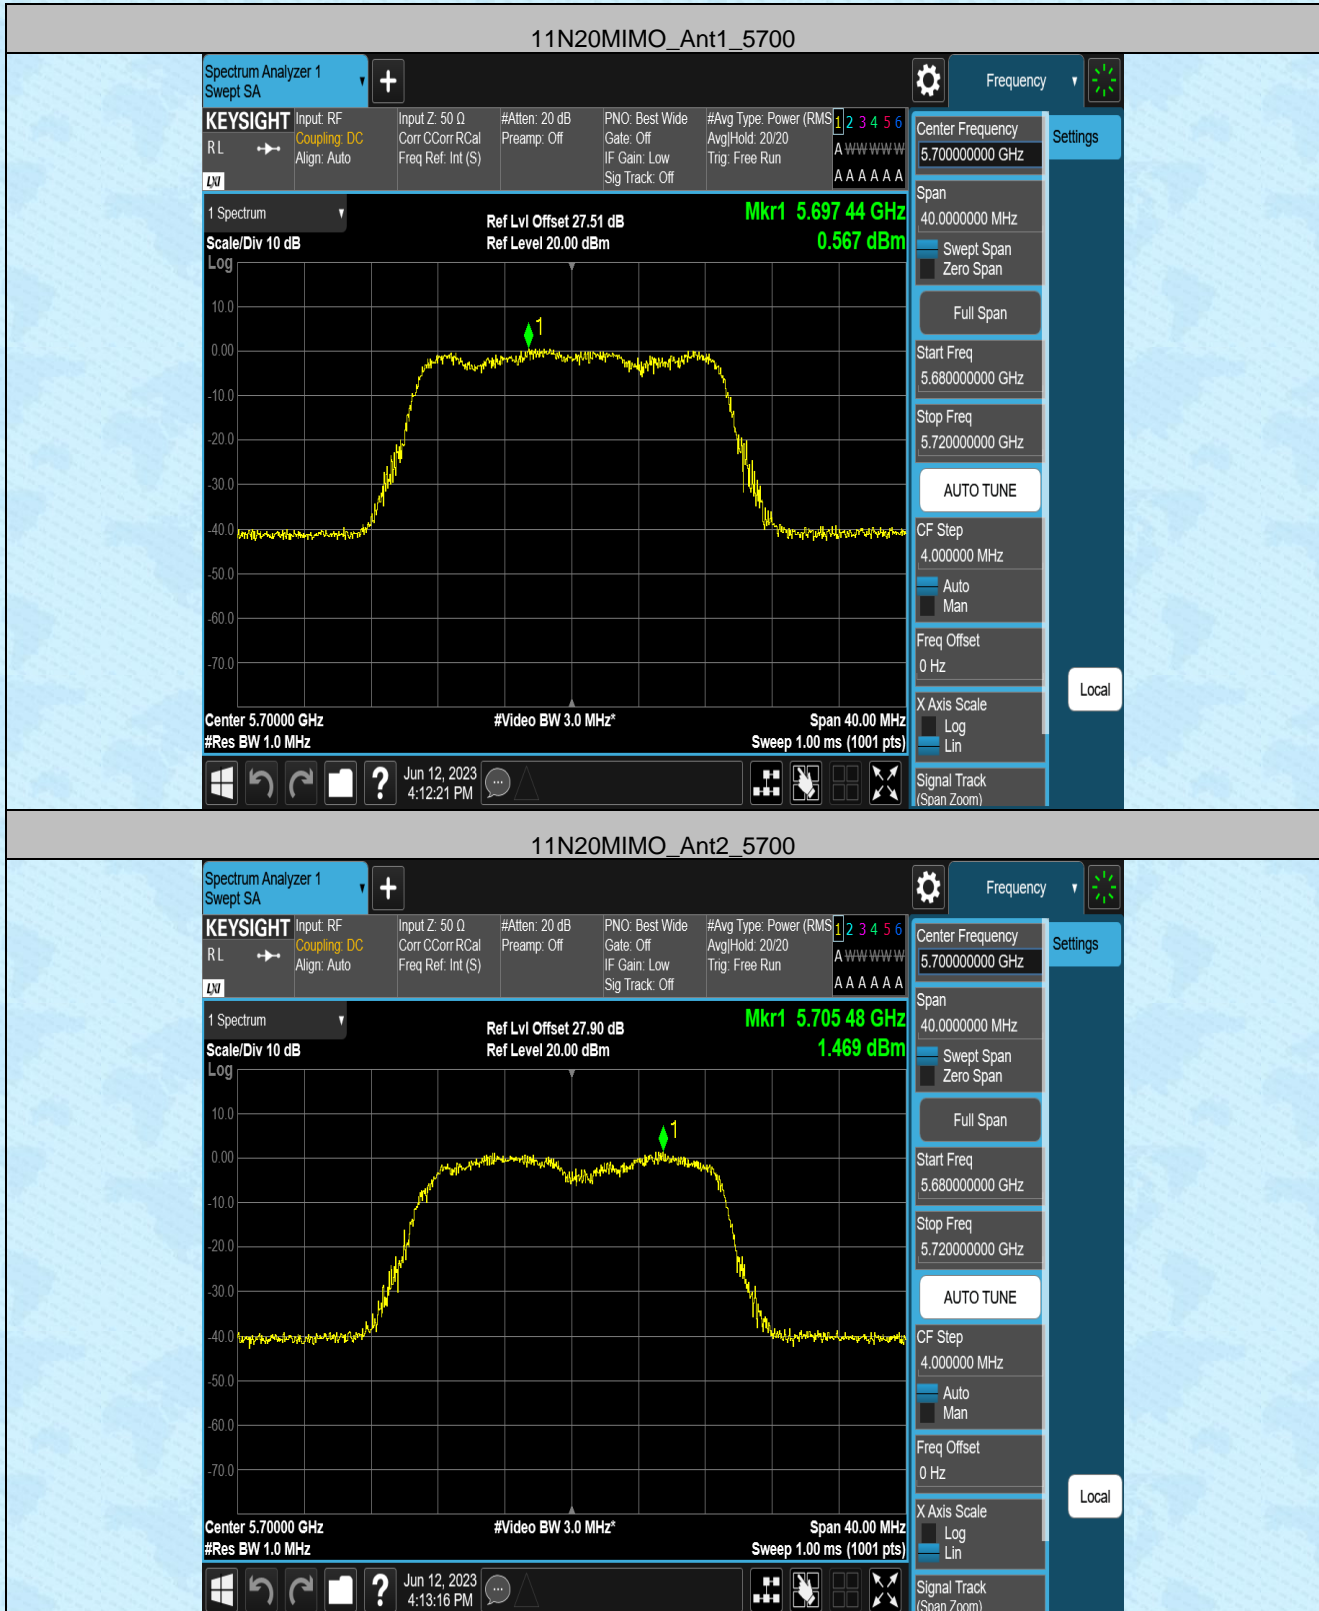 11N20MIMO_Ant1_5700
Spectrum Analyzer 1
Swept SA
+
Frequency
KEYSIGHT
R L
LXI
Input: RF
Coupling: DC
Align: Auto
Input Z: 50 Ω
Corr CCorr RCal
Freq Ref: Int (S)
#Atten: 20 dB
Preamp: Off
PNO: Best Wide
Gate: Off
IF Gain: Low
Sig Track: Off
#Avg Type: Power (RMS
Avg|Hold: 20/20
Trig: Free Run
1 2 3 4 5 6
A W W W W W
A A A A A A
1 Spectrum
Scale/Div 10 dB
Log
Ref Lvl Offset 27.51 dB
Ref Level 20.00 dBm
Mkr1 5.697 44 GHz
0.567 dBm
1
10.0
0.00
-10.0
-20.0
-30.0
-40.0
-50.0
-60.0
-70.0
Center 5.70000 GHz
#Res BW 1.0 MHz
#Video BW 3.0 MHz*
Span 40.00 MHz
Sweep 1.00 ms (1001 pts)
?
Jun 12, 2023
4:12:21 PM
Center Frequency
5.700000000 GHz
Span
40.0000000 MHz
Swept Span
Zero Span
Full Span
Start Freq
5.680000000 GHz
Stop Freq
5.720000000 GHz
AUTO TUNE
CF Step
4.000000 MHz
Auto
Man
Freq Offset
0 Hz
X Axis Scale
Log
Lin
Signal Track
(Span Zoom)
Settings
Local
11N20MIMO_Ant2_5700
Spectrum Analyzer 1
Swept SA
+
Frequency
KEYSIGHT
R L
LXI
Input: RF
Coupling: DC
Align: Auto
Input Z: 50 Ω
Corr CCorr RCal
Freq Ref: Int (S)
#Atten: 20 dB
Preamp: Off
PNO: Best Wide
Gate: Off
IF Gain: Low
Sig Track: Off
#Avg Type: Power (RMS
Avg|Hold: 20/20
Trig: Free Run
1 2 3 4 5 6
A W W W W W
A A A A A A
1 Spectrum
Scale/Div 10 dB
Log
Ref Lvl Offset 27.90 dB
Ref Level 20.00 dBm
Mkr1 5.705 48 GHz
1.469 dBm
1
10.0
0.00
-10.0
-20.0
-30.0
-40.0
-50.0
-60.0
-70.0
Center 5.70000 GHz
#Res BW 1.0 MHz
#Video BW 3.0 MHz*
Span 40.00 MHz
Sweep 1.00 ms (1001 pts)
?
Jun 12, 2023
4:13:16 PM
Center Frequency
5.700000000 GHz
Span
40.0000000 MHz
Swept Span
Zero Span
Full Span
Start Freq
5.680000000 GHz
Stop Freq
5.720000000 GHz
AUTO TUNE
CF Step
4.000000 MHz
Auto
Man
Freq Offset
0 Hz
X Axis Scale
Log
Lin
Signal Track
(Span Zoom)
Settings
Local